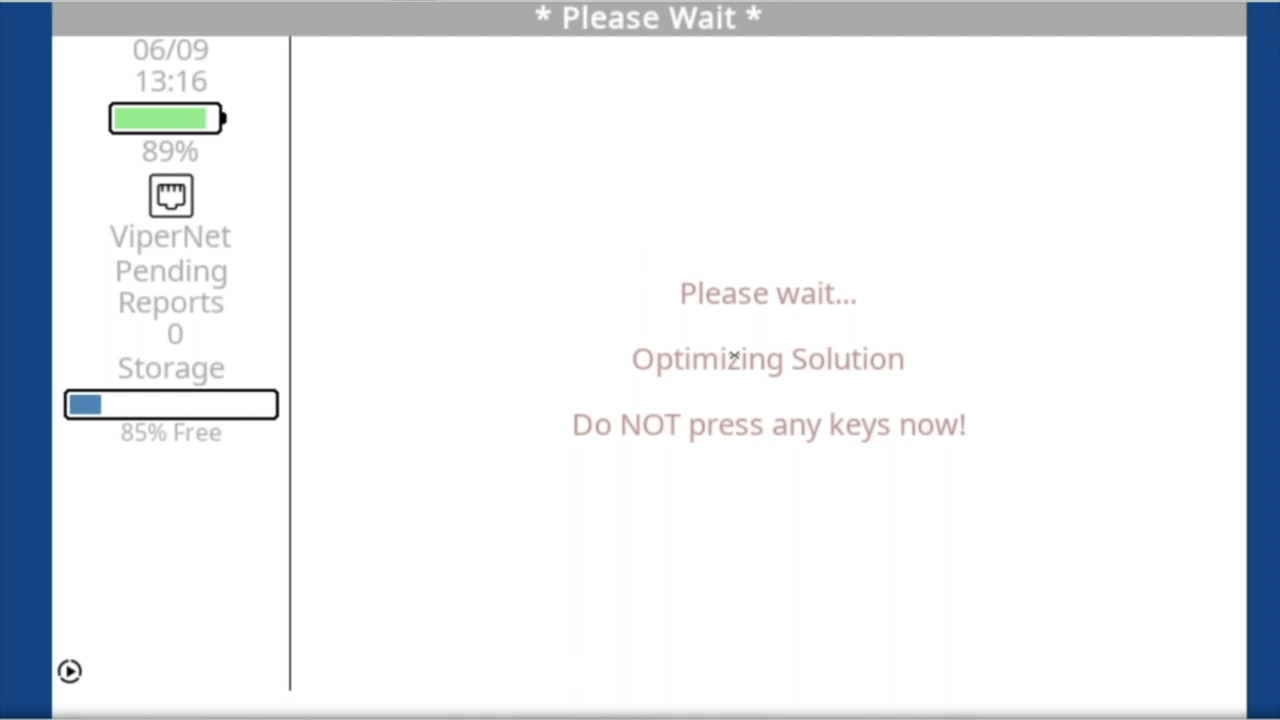 * Please Wait *
06/09
13:16
89%
ViperNet
Pending
Reports
0
Storage
85% Free
Please wait...
Optimizing Solution
Do NOT press any keys now!